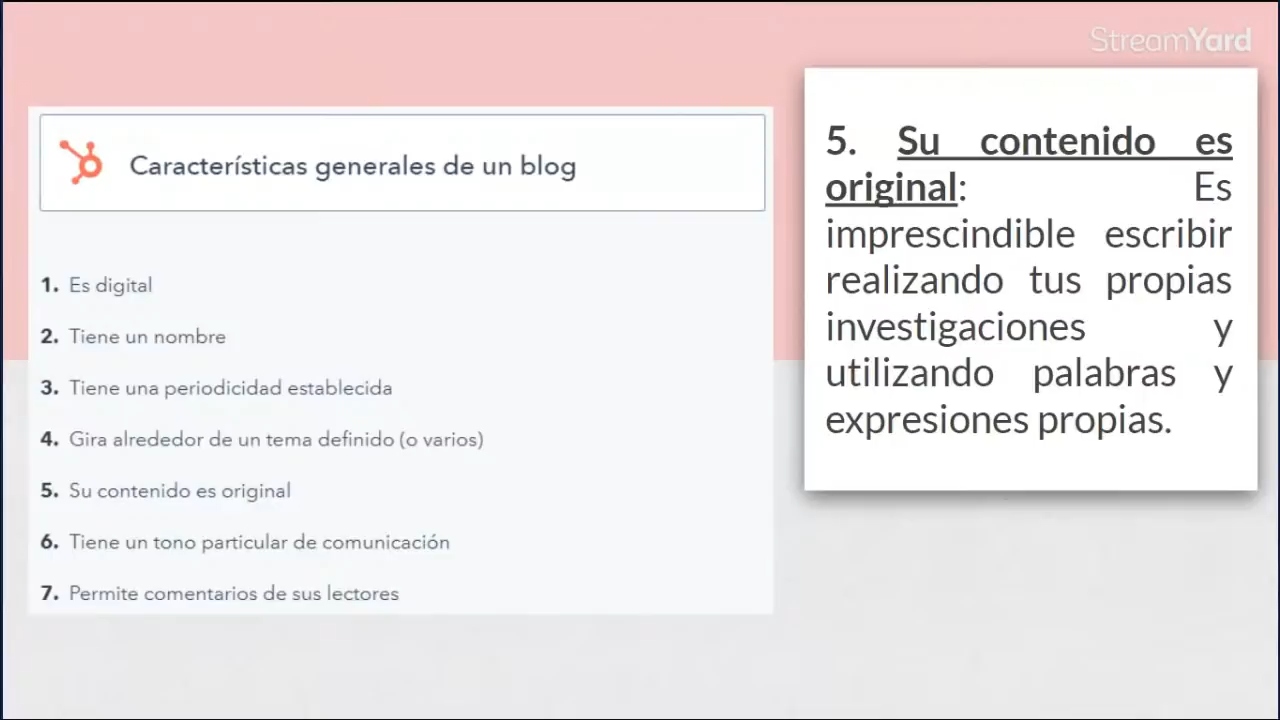 StreamYard
Características generales de un blog
1. Es digital
2. Tiene un nombre
3. Tiene una periodicidad establecida
4. Gira alrededor de un tema definido (o varios)
5. Su contenido es original
6. Tiene un tono particular de comunicación
7. Permite comentarios de sus lectores
5. Su contenido es
original: Es
imprescindible escribir
realizando tus propias
investigaciones y
utilizando palabras y
expresiones propias.